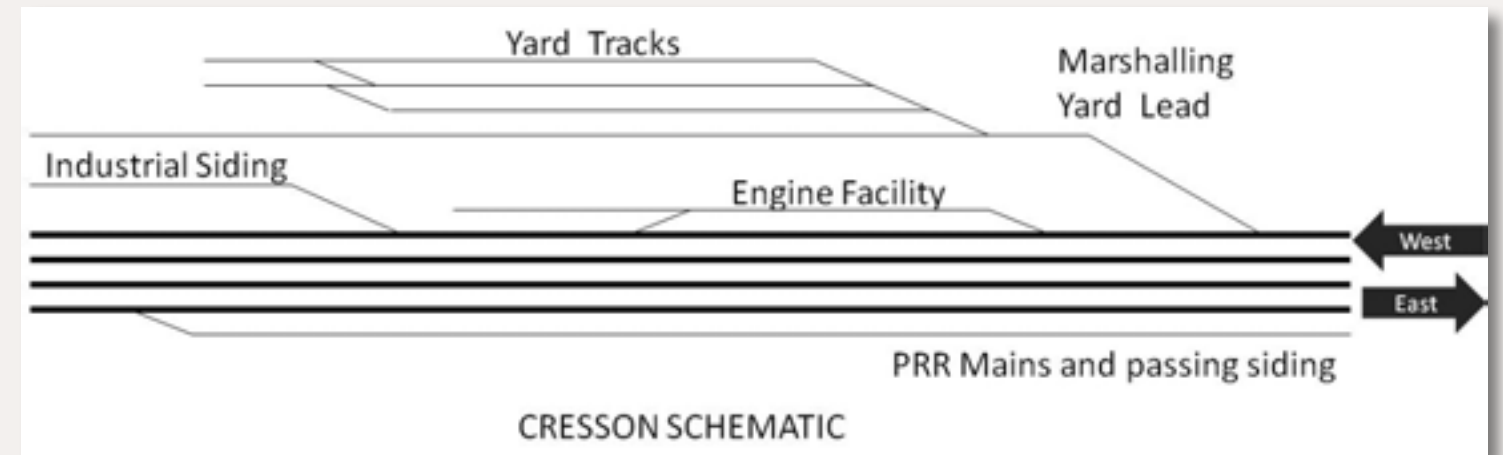 Yard Tracks
Marshalling
Yard Lead
Industrial Siding
Engine Facility
West
East
PRR Mains and passing siding
CRESSON SCHEMATIC